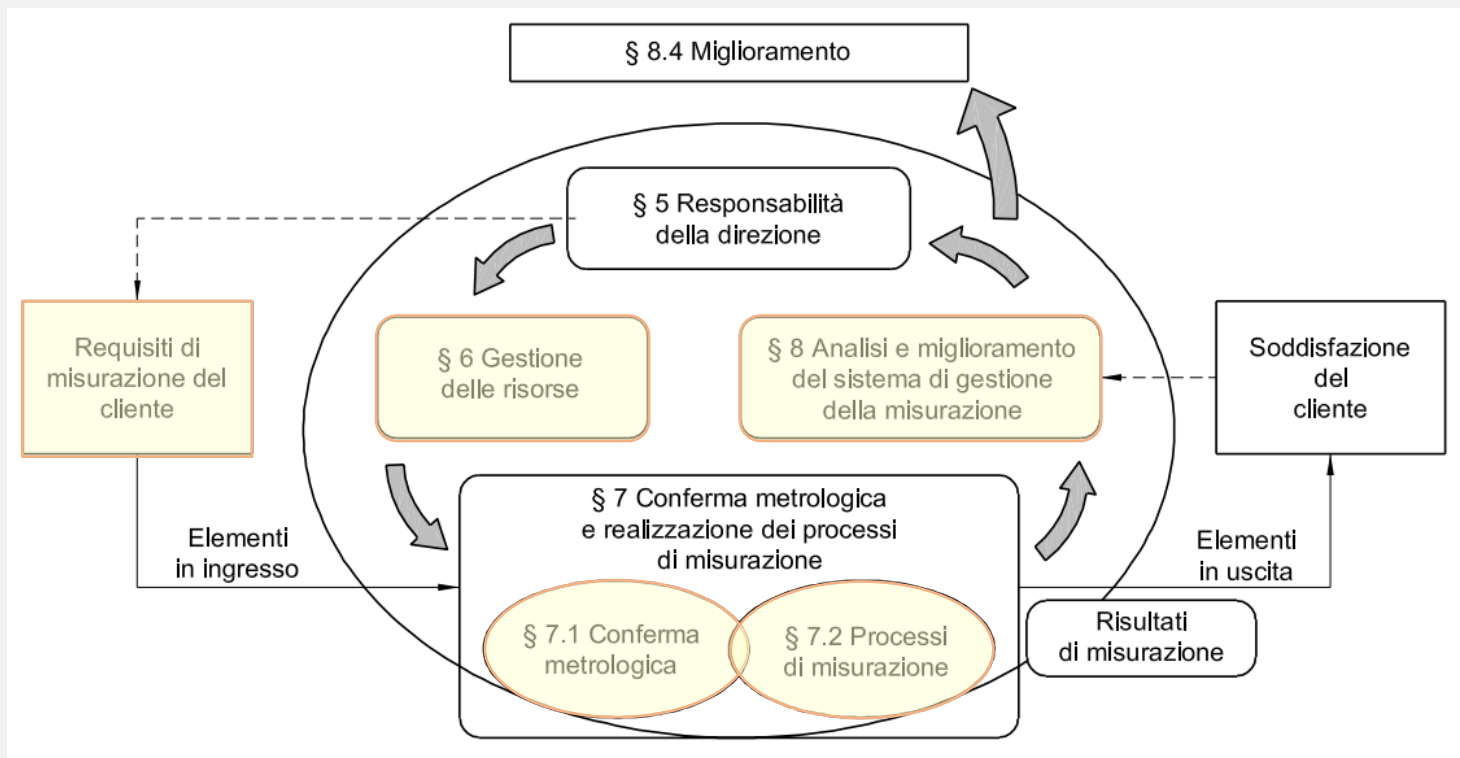 § 8.4 Miglioramento
§ 5 Responsabilità
della direzione
Requisiti di
misurazione del
cliente
§ 6 Gestione
delle risorse
§ 8 Analisi e miglioramento
del sistema di gestione
della misurazione
Soddisfazione
del
cliente
§ 7 Conferma metrologica
e realizzazione dei processi
di misurazione
Elementi
in ingresso
Elementi
in uscita
§ 7.1 Conferma
metrologica
§ 7.2 Processi
di misurazione
Risultati
di misurazione